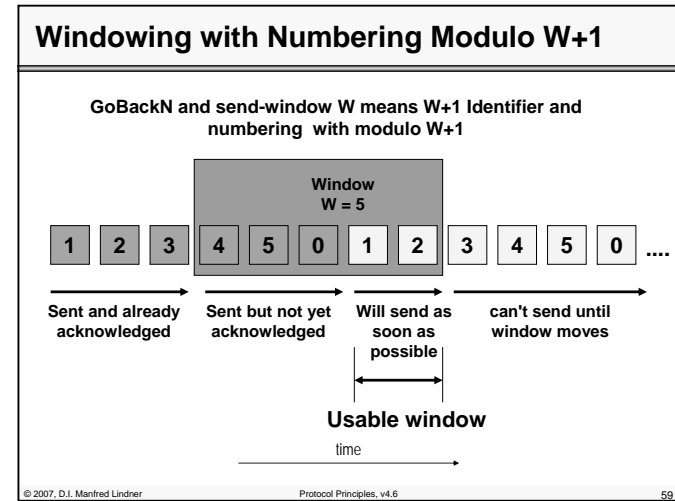 Windowing with Numbering Modulo W+1
GoBackN and send-window W means W+1 Identifier and
numbering with modulo W+1
Window
W = 5
1 2 3 4 5 0 1 2 3 4 5 0 ....
Sent and already
acknowledged
Sent but not yet
acknowledged
Will send as
soon as
possible
can't send until
window moves
Usable window
time
© 2007, D.I. Manfred Lindner
Protocol Principles, v4.6
59